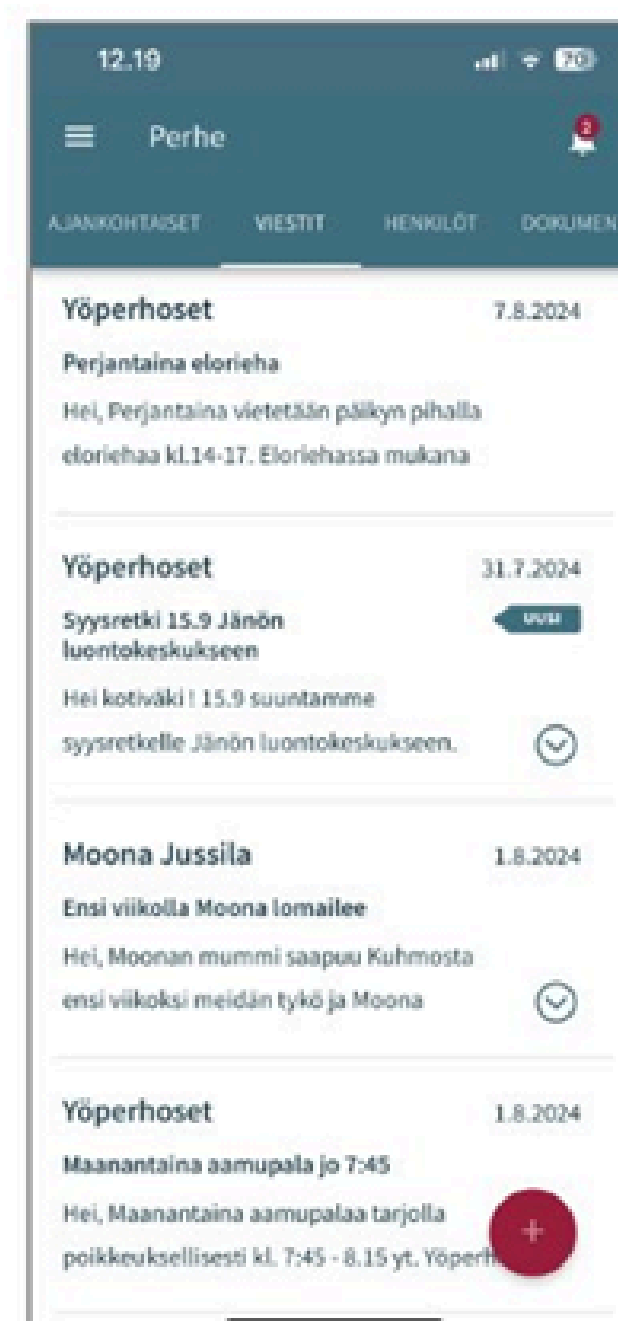 12.19
70
Perhe
2
AJANKOHTAISET VIESTIT HENKILÖT DOKUMEN
Yöperhoset 7.8.2024
Perjantaina elorieha
Hei, Perjantaina vietetään päikyn pihalla
eloriehaa kl.14-17. Eloriehassa mukana
Yöperhoset 31.7.2024
Syysretki 15.9 Jänön UUSI
luontokeskukseen
Hei kotiväki ! 15.9 suuntamme
syysretkelle Jänön luontokeskukseen.
Moona Jussila 1.8.2024
Ensi viikolla Moona lomailee
Hei, Moonan mummi saapuu Kuhmosta
ensi viikoksi meidän tykö ja Moona
Yöperhoset 1.8.2024
Maanantaina aamupala jo 7:45
Hei, Maanantaina aamupalaa tarjolla
poikkeuksellisesti kl. 7:45 - 8.15 yt. Yöperh
+